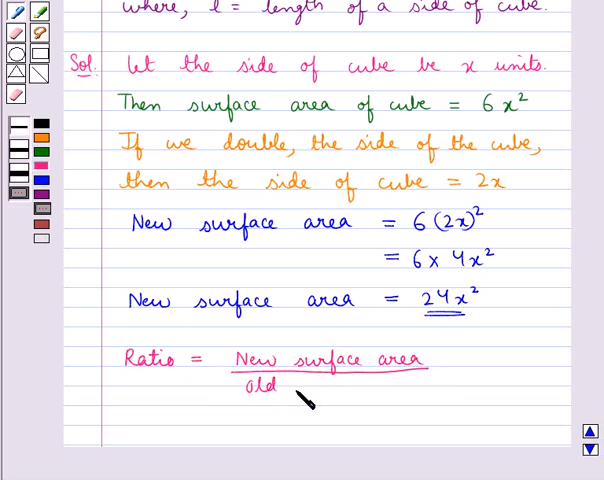 where, l = length of a side of cube.
Sol. Let the side of cube be x units.
Then surface area of cube = 6x²
If we double, the side of the cube,
then the side of cube = 2x
New surface area = 6(2x)²
= 6 × 4x²
New surface area = 24x²
Ratio = New surface area
old